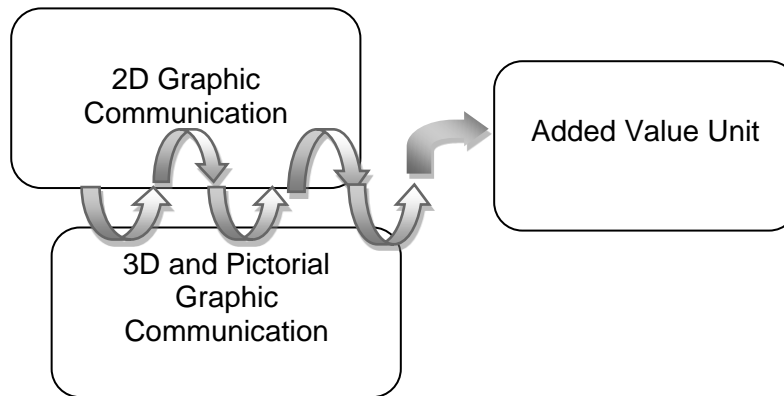 2D Graphic
Communication
Added Value Unit
3D and Pictorial
Graphic
Communication